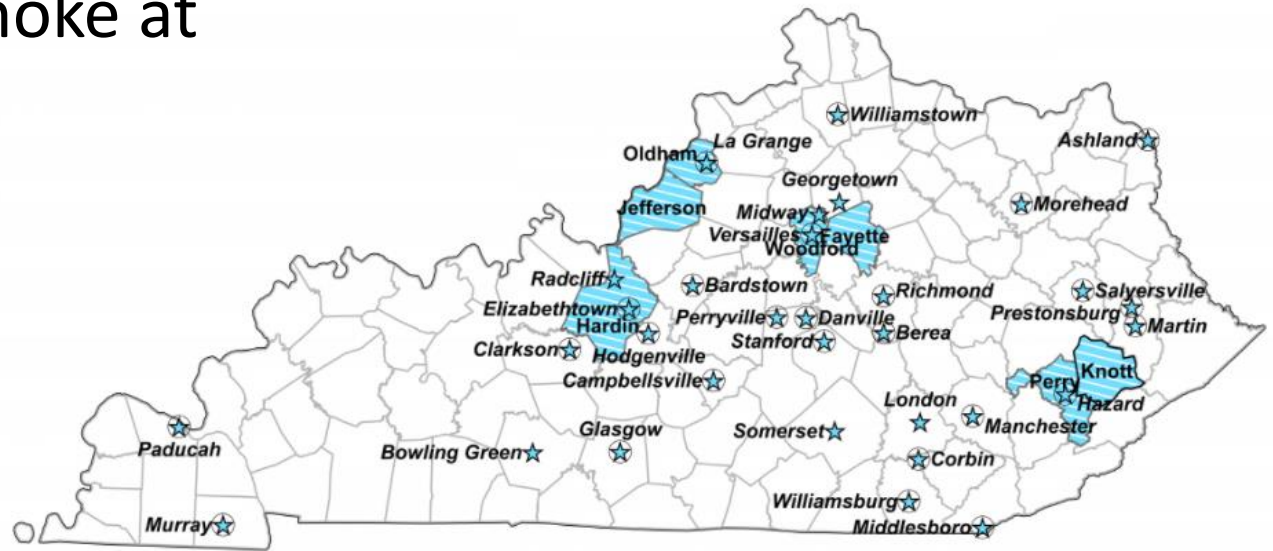 noke at
Williamstown
La Grange
Ashland
Oldham
Georgetown
Morehead
Jefferson
Midway
Versailles
Fayette
Woodford
Radcliff
Bardstown
Richmond
Salyersville
Elizabethtown
Prestonsburg
Hardin
Perryville
Danville
Martin
Stanford
Berea
Clarkson
Hodgenville
Campbellsville
Knott
Perry
Hazard
London
Manchester
Glasgow
Somerset
Paducah
Bowling Green
Corbin
Williamsburg
Murray
Middlesboro